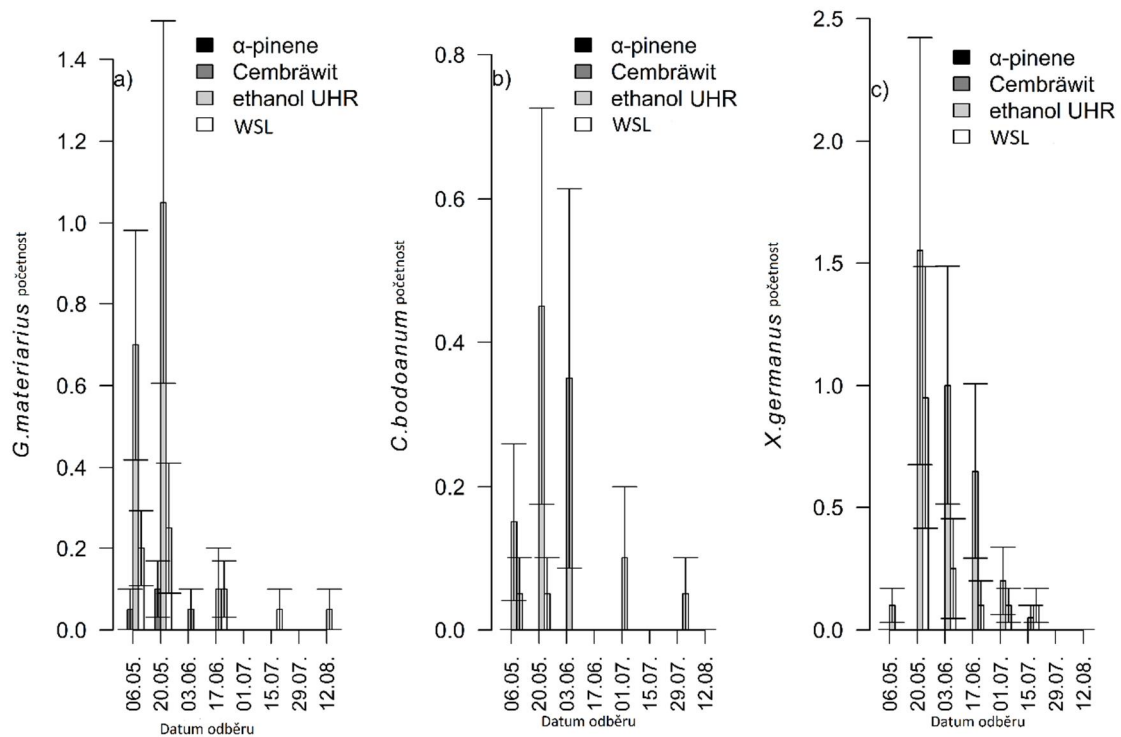 a)
α-pinene
Cembräwit
ethanol UHR
WSL
1.4
1.2
1.0
0.8
0.6
0.4
0.2
0.0
G.materiarius početnost
06.05.
20.05.
03.06.
17.06.
01.07.
15.07.
29.07.
12.08.
Datum odběru
b)
α-pinene
Cembräwit
ethanol UHR
WSL
0.8
0.6
0.4
0.2
0.0
C.bodoanum početnost
06.05.
20.05.
03.06.
17.06.
01.07.
15.07.
29.07.
12.08.
Datum odběru
c)
α-pinene
Cembräwit
ethanol UHR
WSL
2.5
2.0
1.5
1.0
0.5
0.0
X.germanus početnost
06.05.
20.05.
03.06.
17.06.
01.07.
15.07.
29.07.
12.08.
Datum odběru